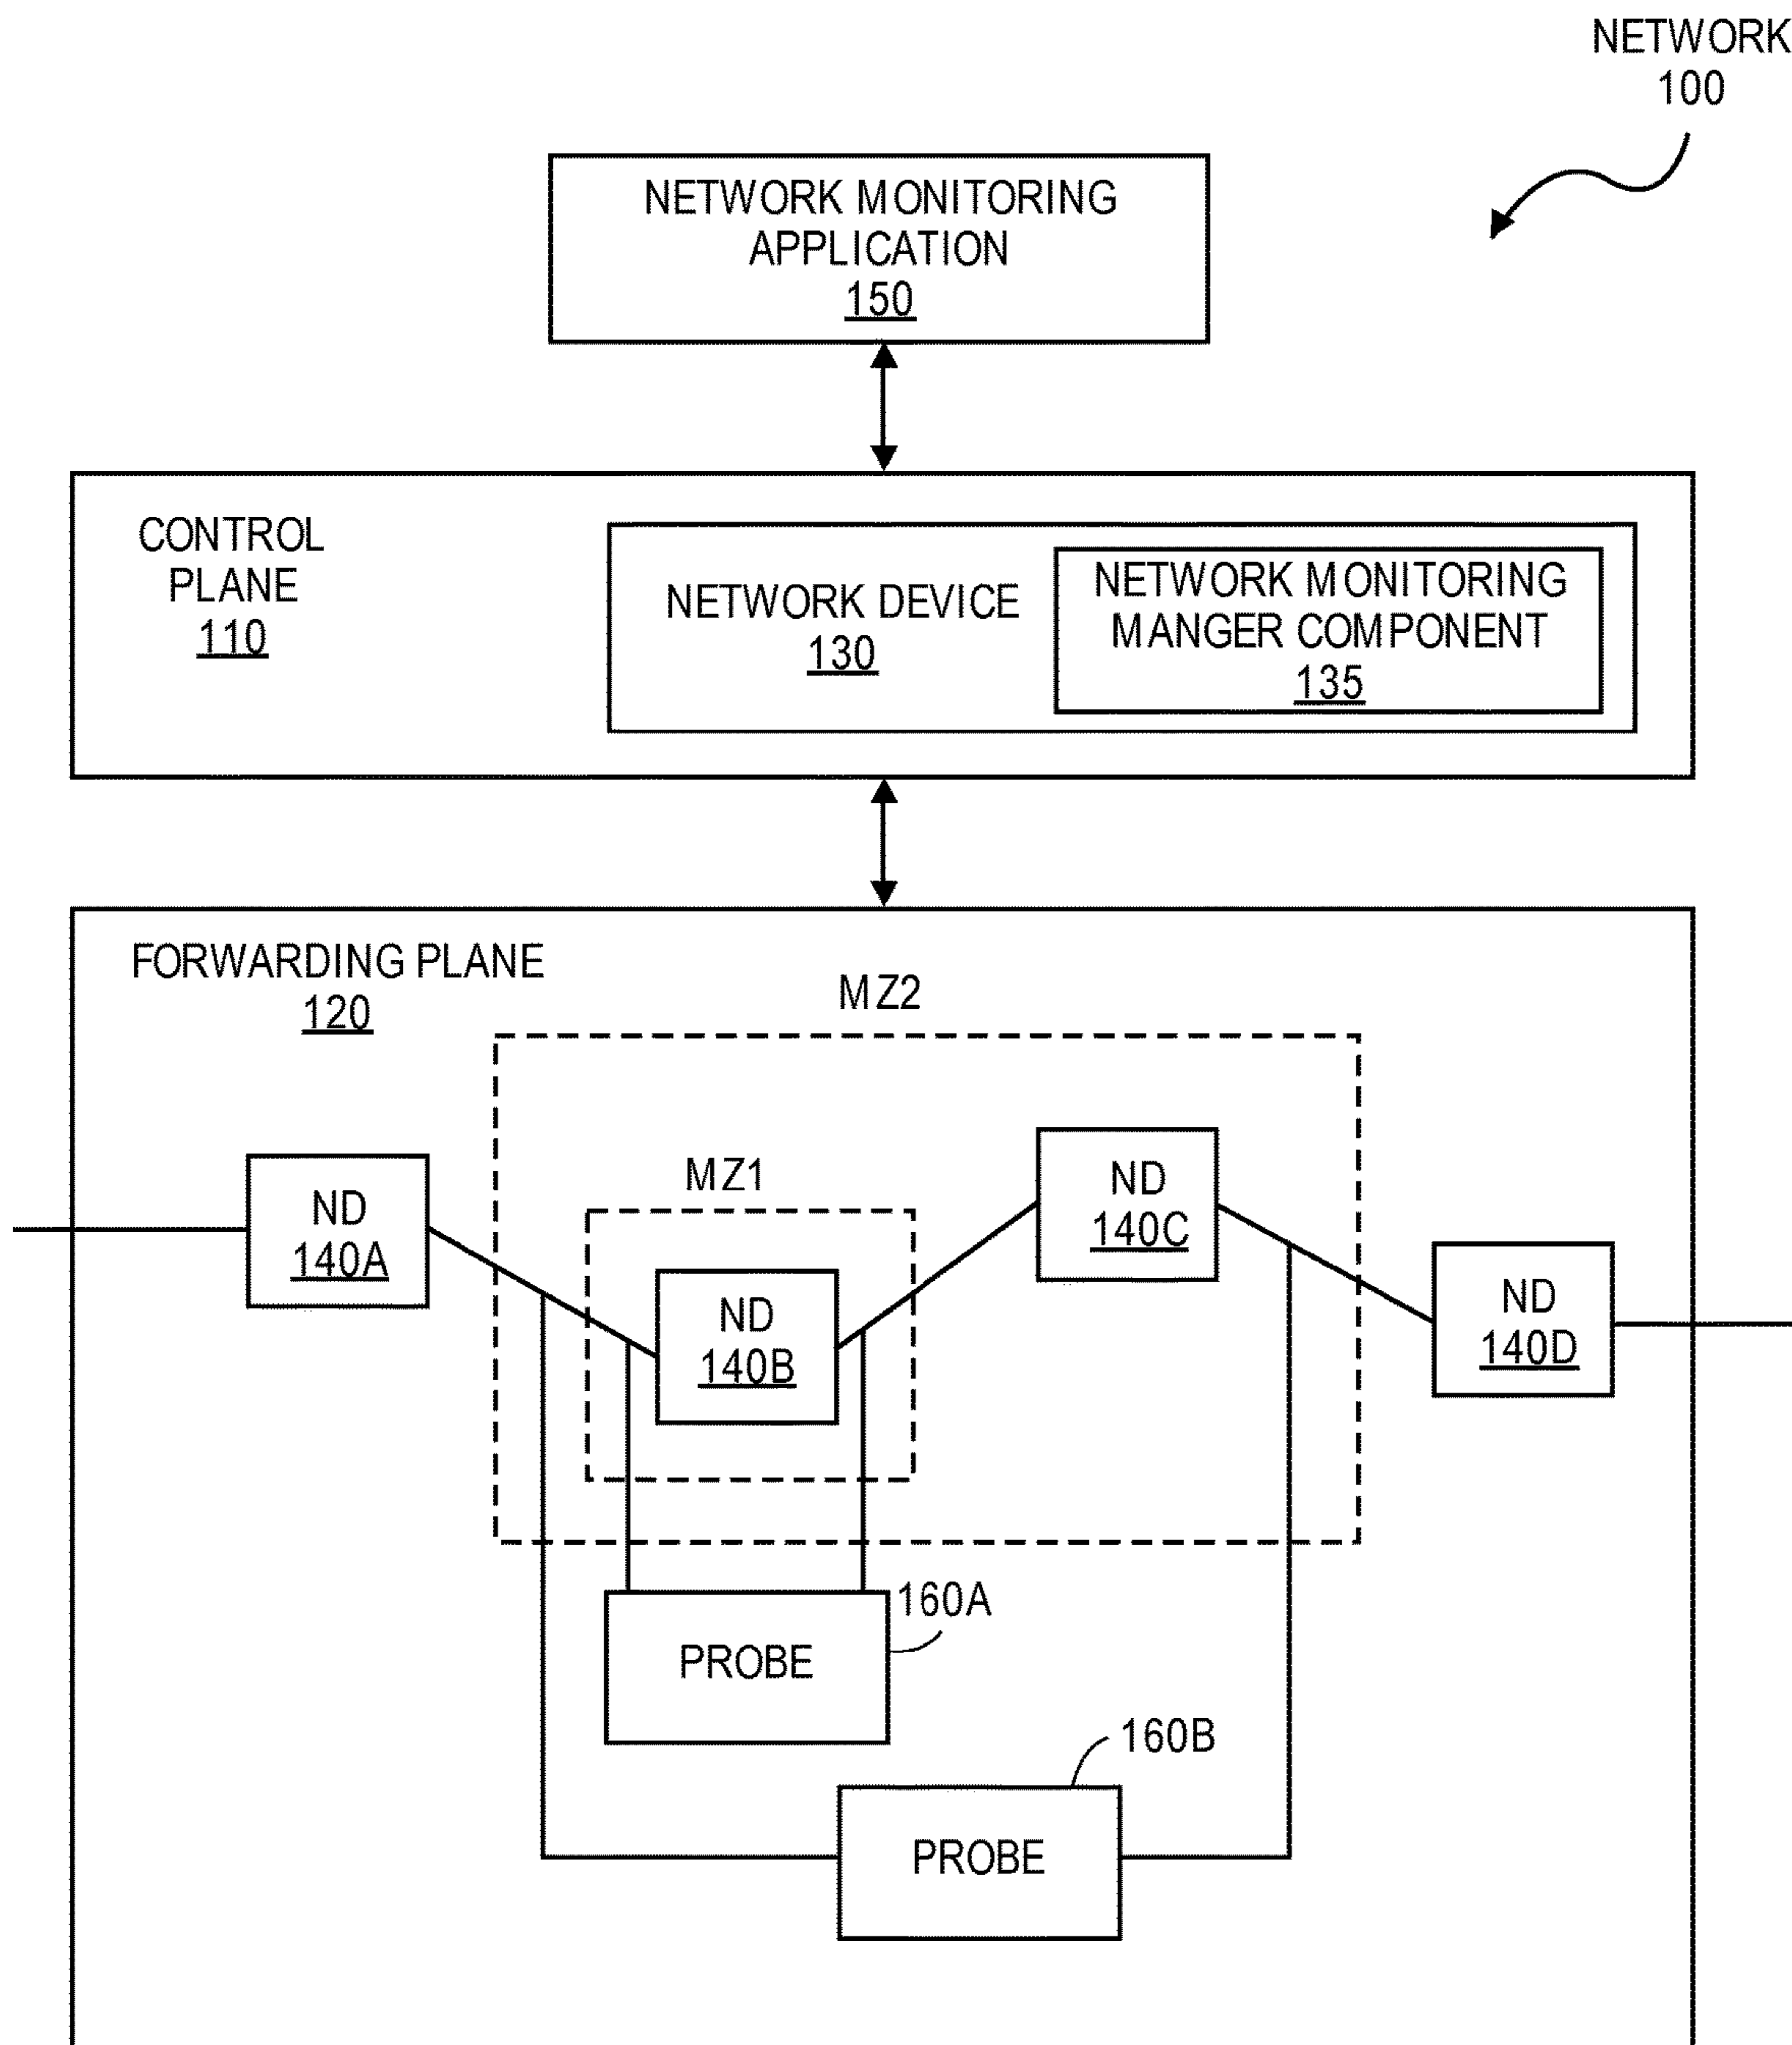 NETWORK
100
NETWORK MONITORING
APPLICATION
150
CONTROL
PLANE
110
NETWORK DEVICE
130
NETWORK MONITORING
MANGER COMPONENT
135
FORWARDING PLANE
120
MZ2
MZ1
ND
140A
ND
140B
ND
140C
ND
140D
160A
PROBE
160B
PROBE